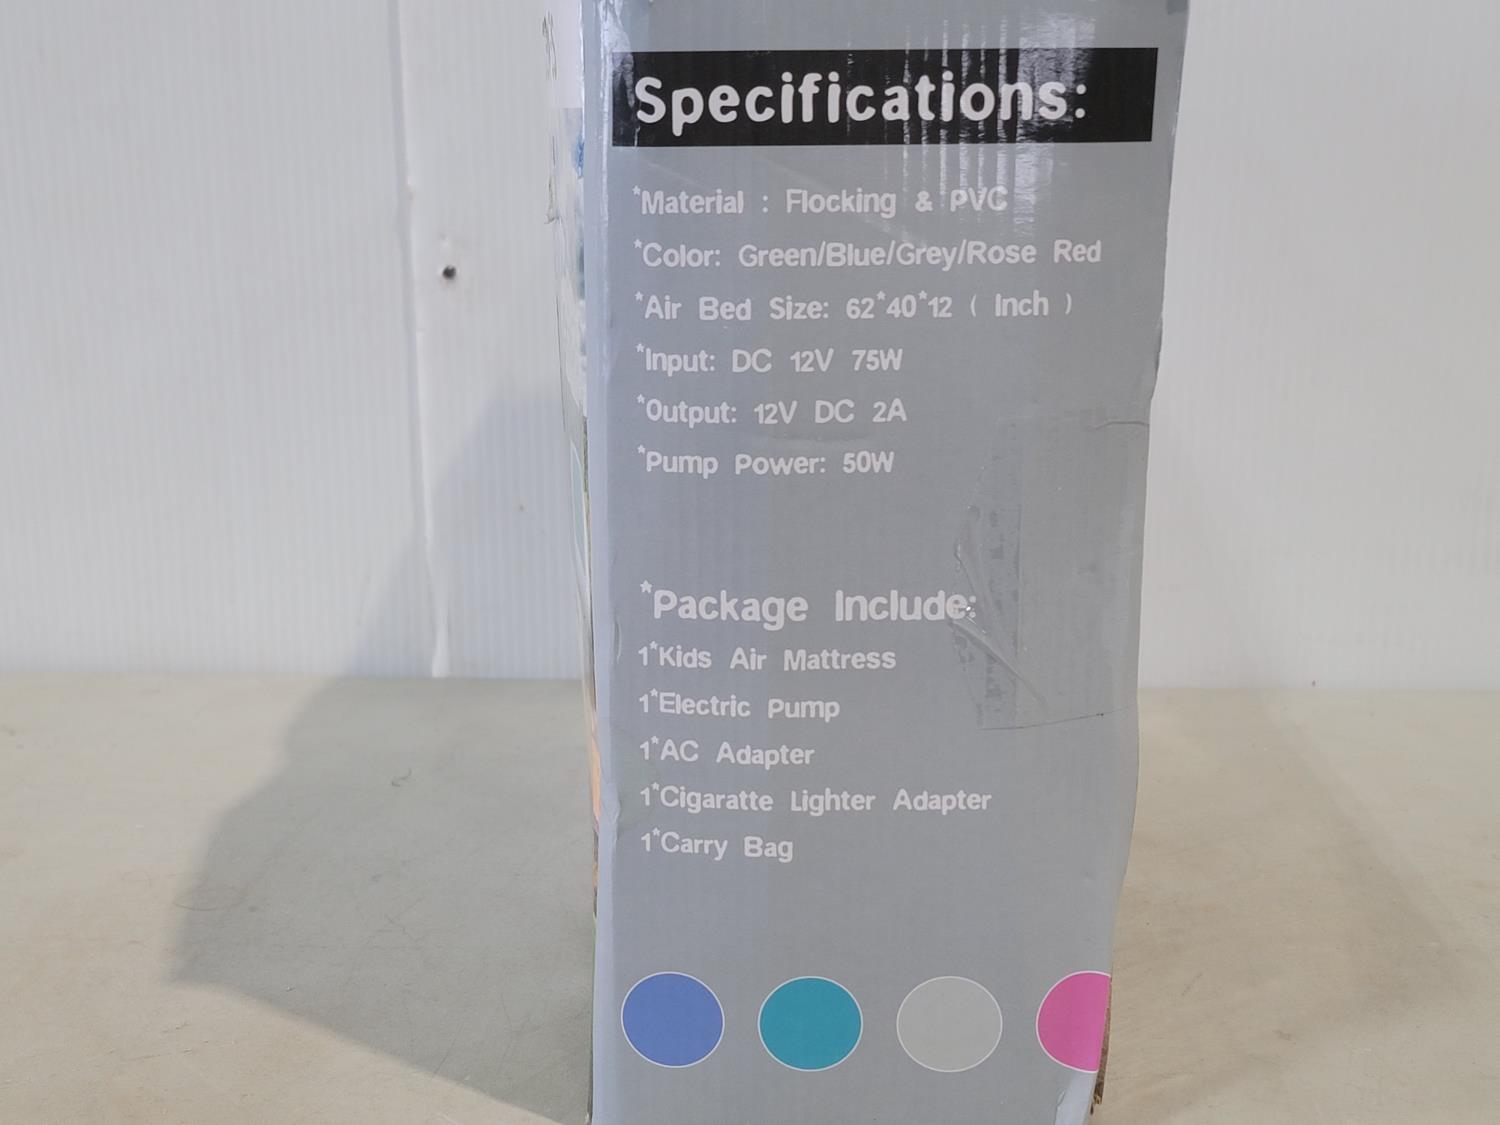 Specifications:
*Material : Flocking & PVC
*Color: Green/Blue/Grey/Rose Red
*Air Bed Size: 62*40*12 ( Inch )
*Input: DC 12V 75W
*Output: 12V DC 2A
*Pump Power: 50W
*Package Include:
1*Kids Air Mattress
1*Electric Pump
1*AC Adapter
1*Cigaratte Lighter Adapter
1*Carry Bag